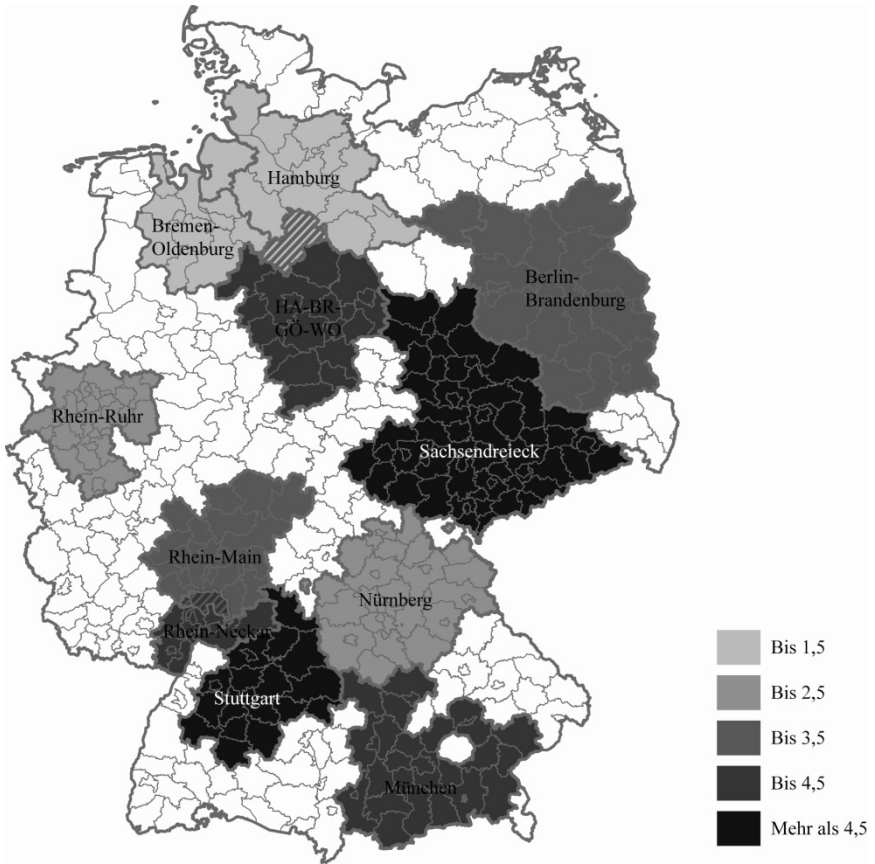 Hamburg
Bremen-
Oldenburg
Berlin-
Brandenburg
HA-BR-
GÖ-WO
Rhein-Ruhr
Sachsendreieck
Rhein-Main
Nürnberg
Rhein-Neckar
Stuttgart
München
Bis 1,5
Bis 2,5
Bis 3,5
Bis 4,5
Mehr als 4,5